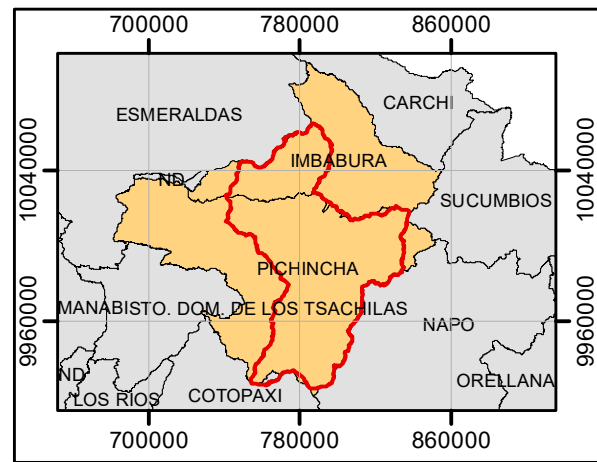 700000 780000 860000
ESMERALDAS
CARCHI
IMBABURA
ND
SUCUMBIOS
10040000
10040000
PICHINCHA
MANABISTO. DOM. DE LOS TSACHILAS
NAPO
9960000
9960000
ND
ORELLANA
LOS RIOS
COTOPAXI
700000 780000 860000